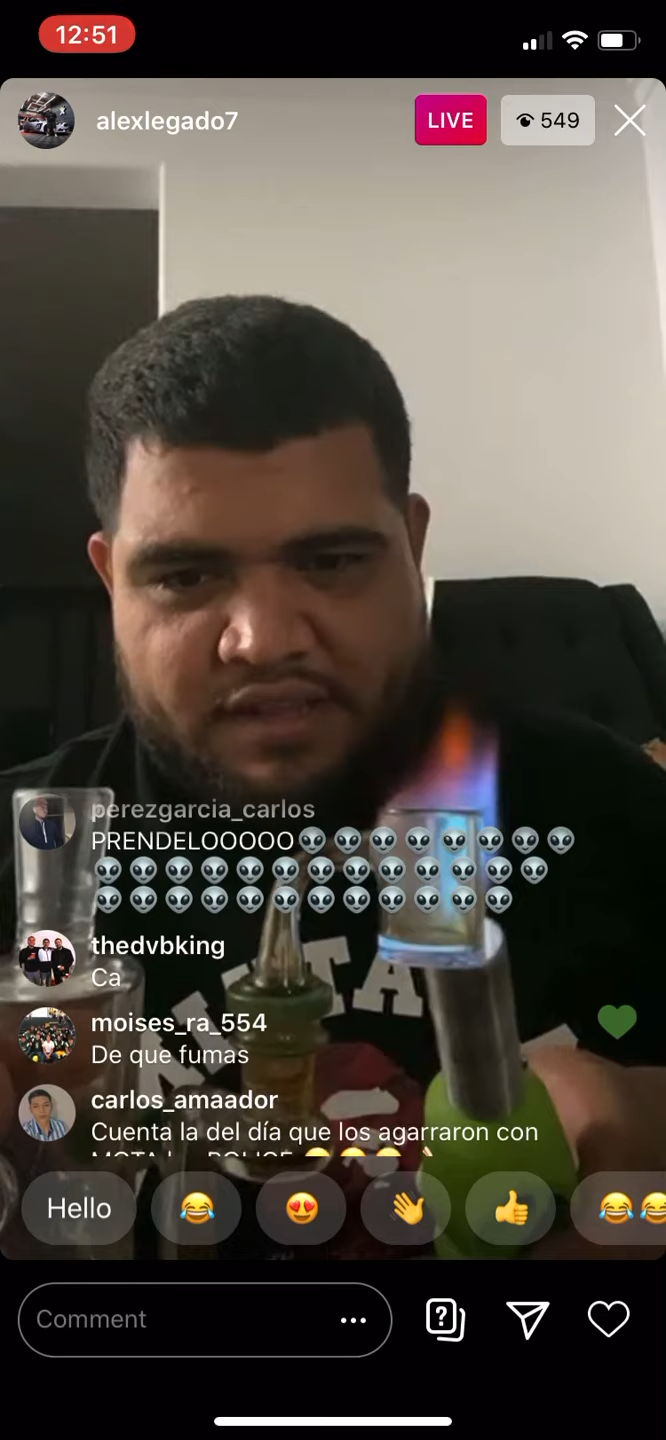 12:51
alexlegado7
LIVE
549
perezgarcia_carlos
PRENDELOOOOO👽👽👽👽👽👽👽👽
👽👽👽👽👽👽👽👽👽👽👽👽👽
👽👽👽👽👽👽👽👽👽👽👽👽
thedvbking
Ca
moises_ra_554
De que fumas
carlos_amaador
Cuenta la del día que los agarraron con
Hello 😂 😍 👋 👍 😂😂
Comment